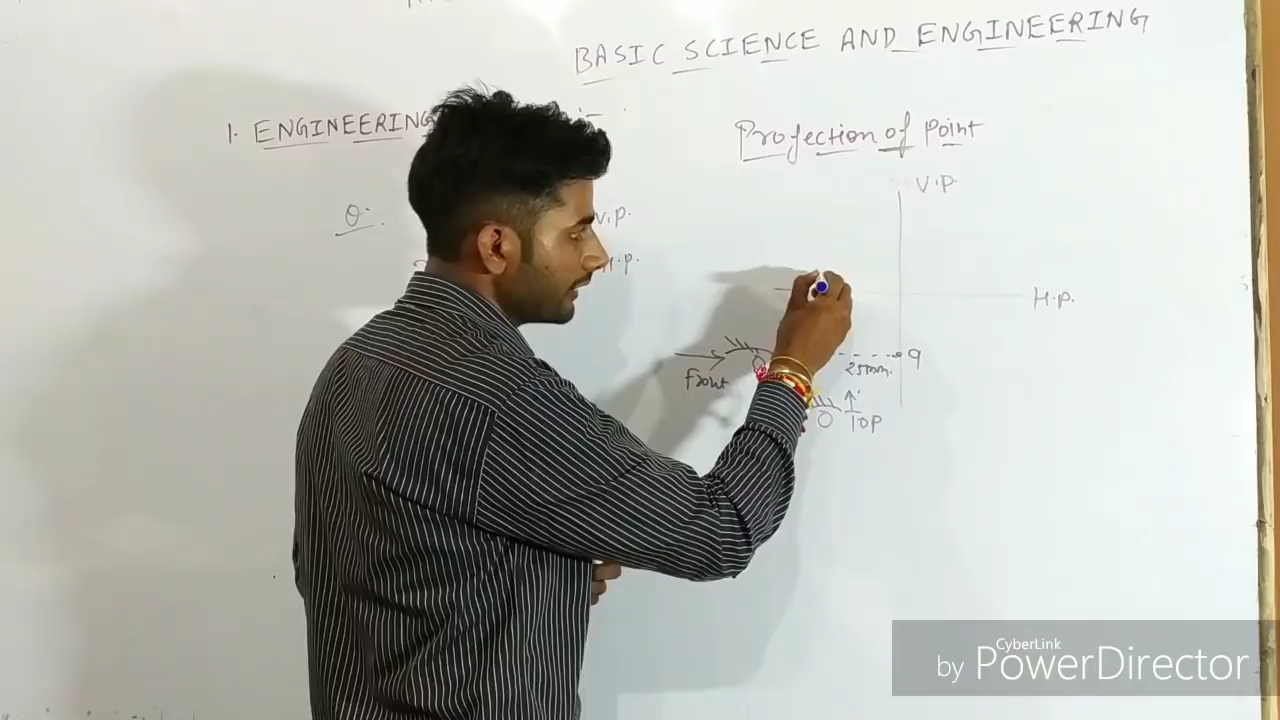 BASIC SCIENCE AND ENGINEERING
1. ENGINEERING
Projection of Point
V.P.
Q.
V.P.
H.P.
H.P.
Front
25mm.
q
TOP
CyberLink
by PowerDirector